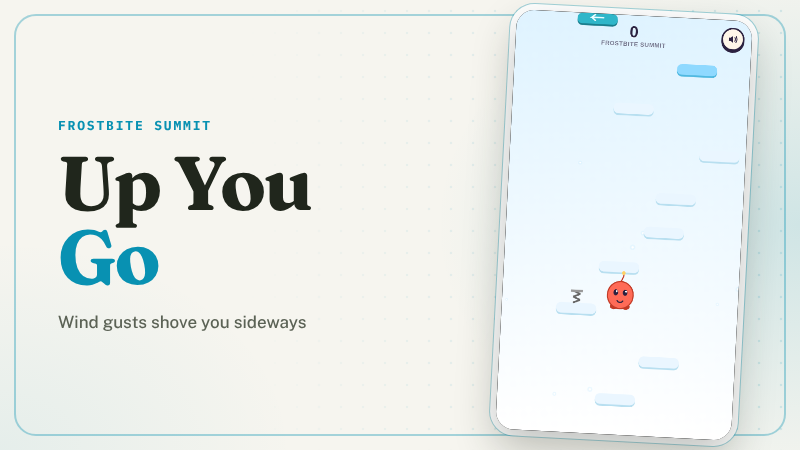 FROSTBITE SUMMIT
Up You
Go
Wind gusts shove you sideways
0
FROSTBITE SUMMIT